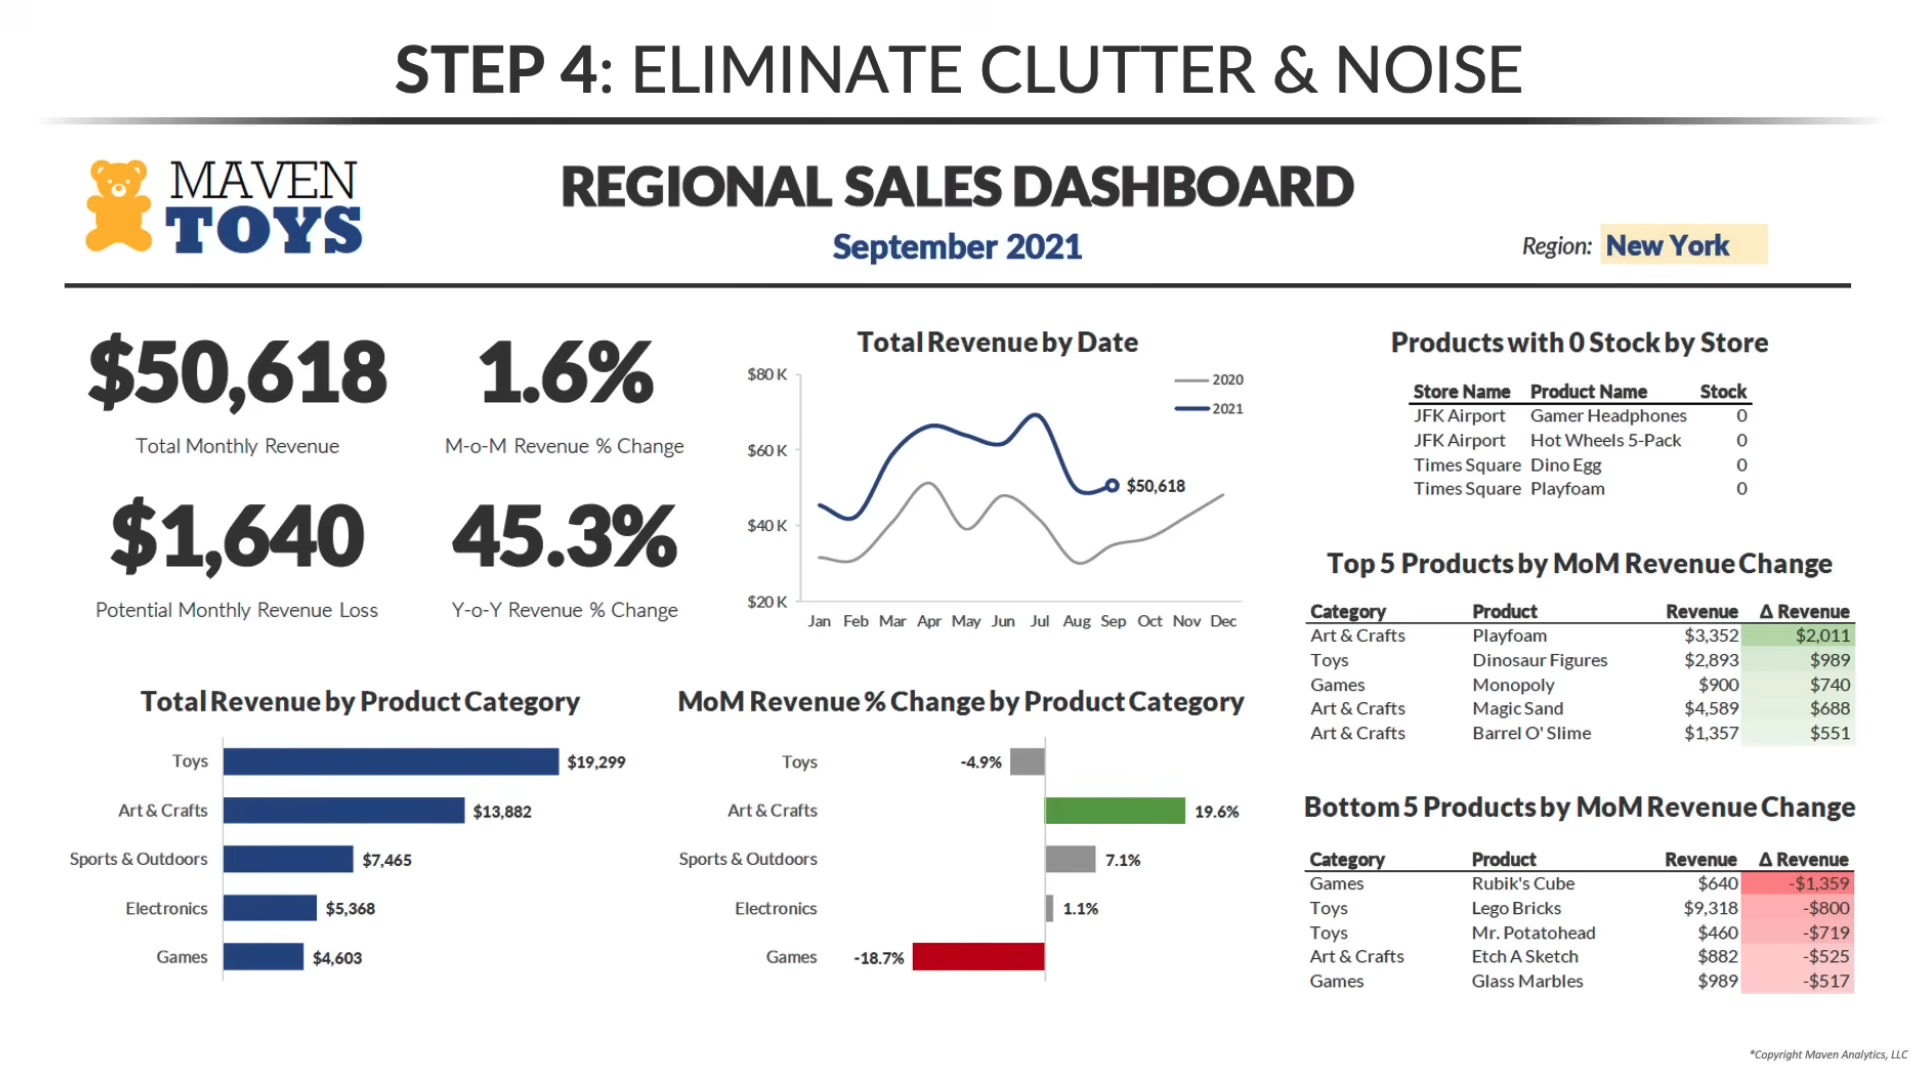 STEP 4: ELIMINATE CLUTTER & NOISE
MAVEN
TOYS
REGIONAL SALES DASHBOARD
September 2021
Region: New York
$50,618
Total Monthly Revenue
1.6%
M-o-M Revenue % Change
$1,640
Potential Monthly Revenue Loss
45.3%
Y-o-Y Revenue % Change
Total Revenue by Date
$80 K
$60 K
$40 K
$20 K
2020
2021
$50,618
Jan Feb Mar Apr May Jun Jul Aug Sep Oct Nov Dec
Products with 0 Stock by Store
Store Name Product Name Stock
JFK Airport Gamer Headphones 0
JFK Airport Hot Wheels 5-Pack 0
Times Square Dino Egg 0
Times Square Playfoam 0
Top 5 Products by MoM Revenue Change
Category Product Revenue Δ Revenue
Art & Crafts Playfoam $3,352 $2,011
Toys Dinosaur Figures $2,893 $989
Games Monopoly $900 $740
Art & Crafts Magic Sand $4,589 $688
Art & Crafts Barrel O' Slime $1,357 $551
Total Revenue by Product Category
Toys $19,299
Art & Crafts $13,882
Sports & Outdoors $7,465
Electronics $5,368
Games $4,603
MoM Revenue % Change by Product Category
Toys -4.9%
Art & Crafts 19.6%
Sports & Outdoors 7.1%
Electronics 1.1%
Games -18.7%
Bottom 5 Products by MoM Revenue Change
Category Product Revenue Δ Revenue
Games Rubik's Cube $640 -$1,359
Toys Lego Bricks $9,318 -$800
Toys Mr. Potatohead $460 -$719
Art & Crafts Etch A Sketch $882 -$525
Games Glass Marbles $989 -$517
*Copyright Maven Analytics, LLC